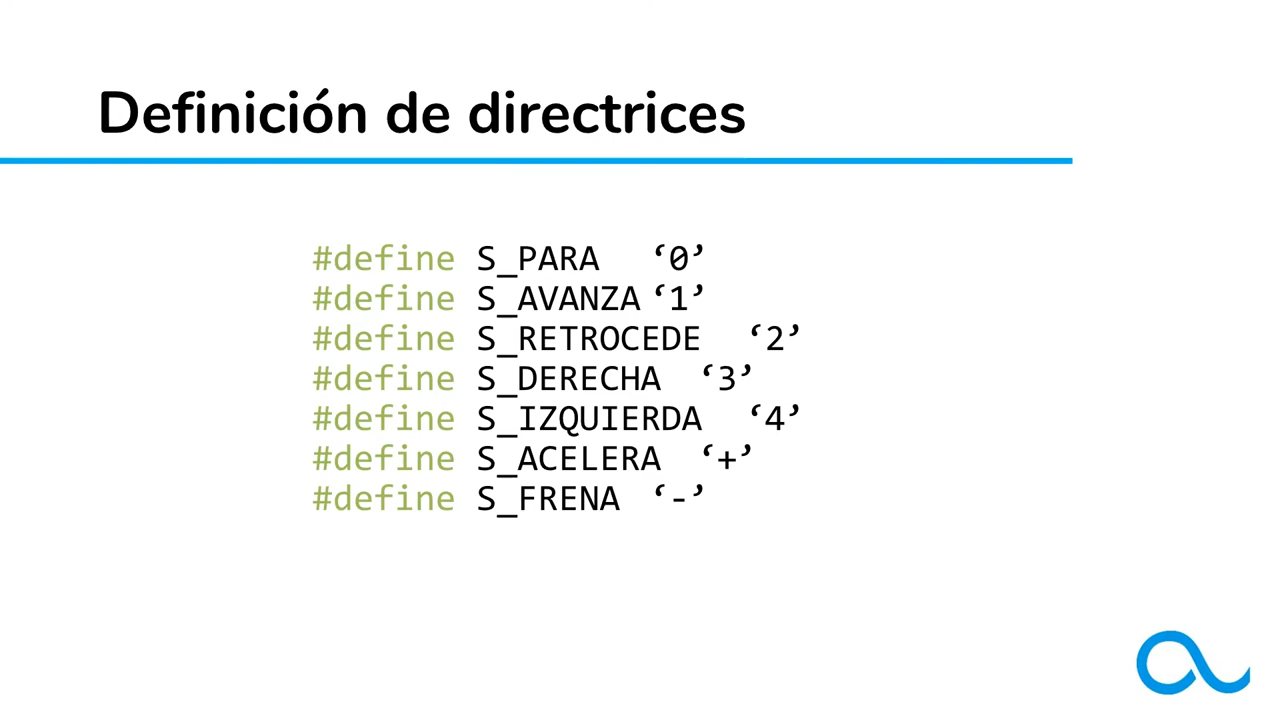 Definición de directrices
#define S_PARA ‘0’
#define S_AVANZA ‘1’
#define S_RETROCEDE ‘2’
#define S_DERECHA ‘3’
#define S_IZQUIERDA ‘4’
#define S_ACELERA ‘+’
#define S_FRENA ‘-’